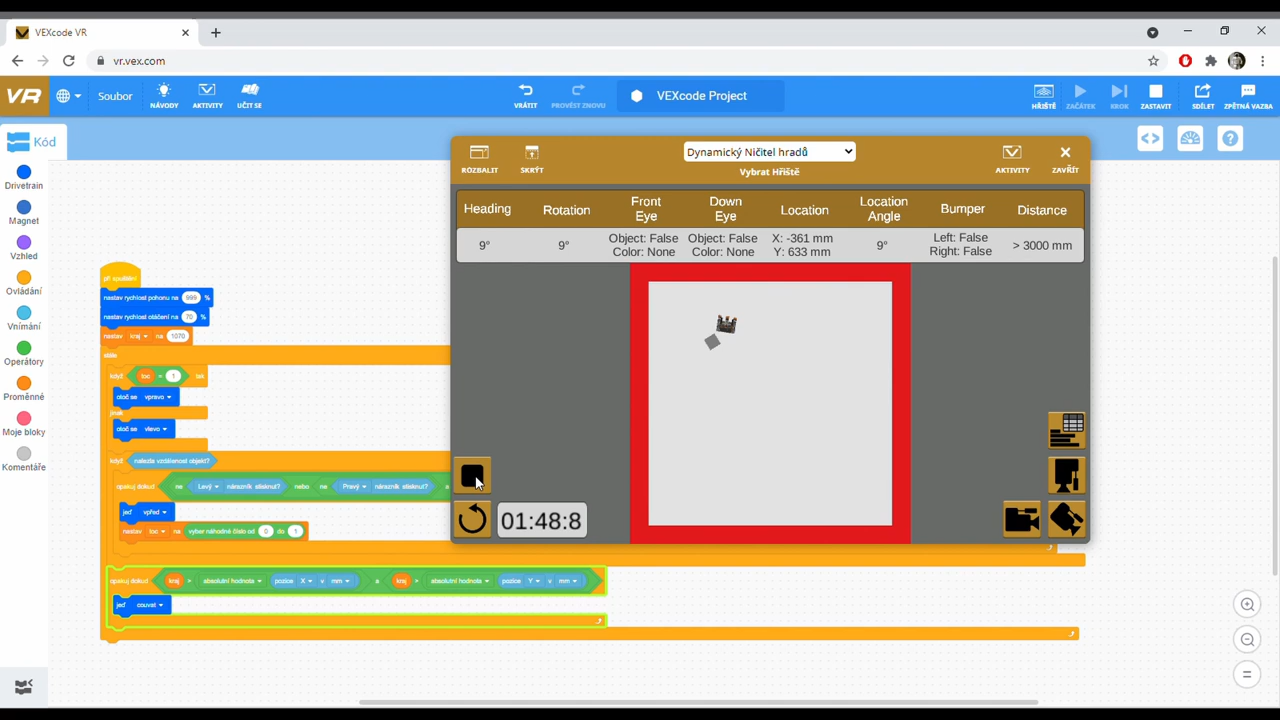 VEXcode VR
vr.vex.com
VR
Soubor
NÁVODY
AKTIVITY
UČIT SE
VRÁTIT
PROVÉST ZNOVU
VEXcode Project
HŘIŠTĚ
ZAČÁTEK
KROK
ZASTAVIT
SDÍLET
ZPĚTNÁ VAZBA
Kód
Drivetrain
Magnet
Vzhled
Ovládání
Vnímání
Operátory
Proměnné
Moje bloky
Komentáře
ROZBALIT
SKRÝT
Dynamický Ničitel hradů
Vybrat Hřiště
AKTIVITY
ZAVŘÍT
Heading Rotation Front Eye Down Eye Location Location Angle Bumper Distance
9° 9° Object: False Object: False X: -361 mm 9° Left: False > 3000 mm
Color: None Color: None Y: 633 mm Right: False
01:48:8
při spuštění
nastav rychlost pohonu na 999 %
nastav rychlost otáčení na 70 %
nastav kraj na 1070
stále
když loc = 1 tak
otoč se vpravo
jinak
otoč se vlevo
když nalezla vzdálenost objekt?
opakuj dokud ne Levý nárazník stisknut? nebo ne Pravý nárazník stisknut? a
jeď vpřed
nastav loc na vyber náhodné číslo od 0 do 1
opakuj dokud kraj > absolutní hodnota pozice X v mm a kraj > absolutní hodnota pozice Y v mm
jeď couvat